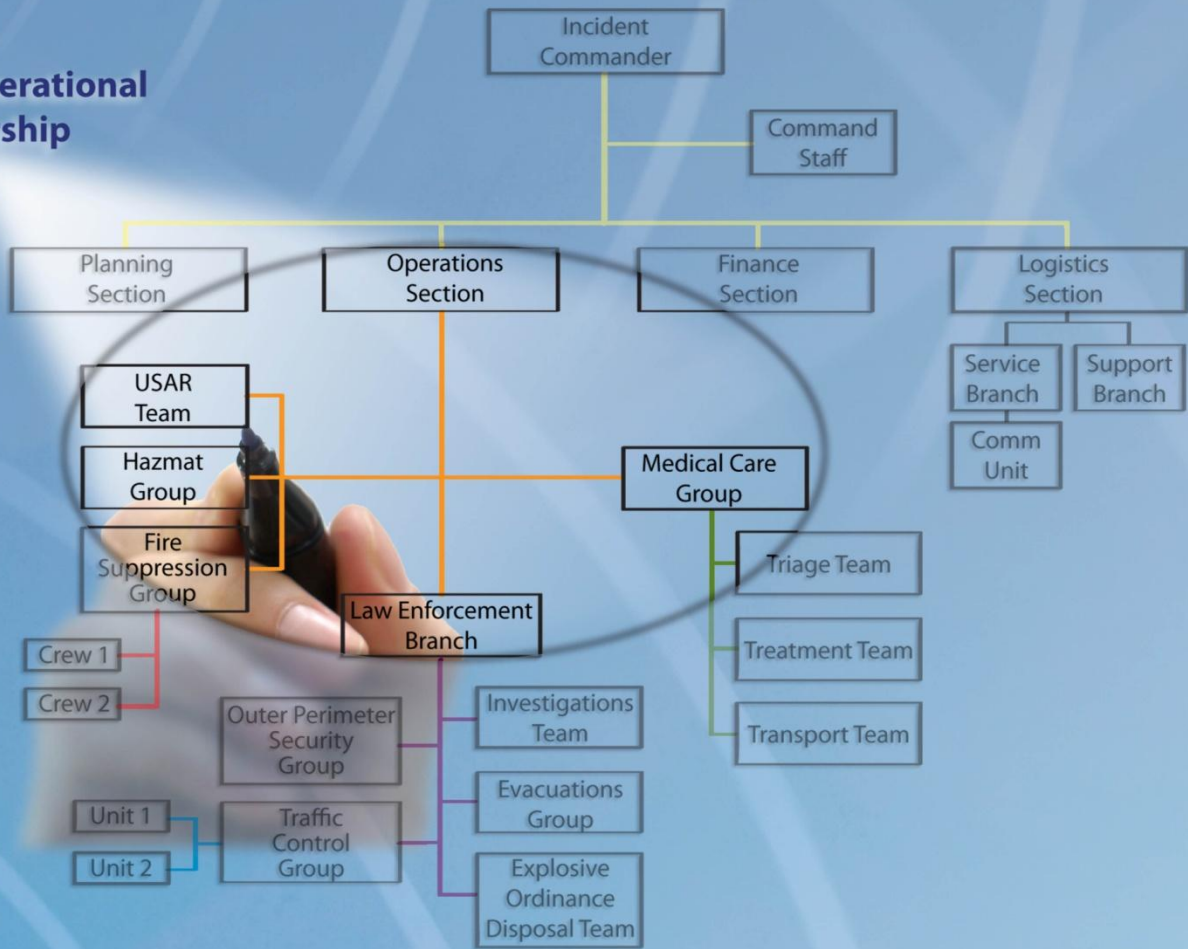 erational
ship
Incident
Commander
Command
Staff
Planning
Section
Operations
Section
Finance
Section
Logistics
Section
Service
Branch
Support
Branch
Comm
Unit
USAR
Team
Hazmat
Group
Fire
Suppression
Group
Medical Care
Group
Triage Team
Treatment Team
Transport Team
Law Enforcement
Branch
Crew 1
Crew 2
Outer Perimeter
Security
Group
Investigations
Team
Evacuations
Group
Unit 1
Unit 2
Traffic
Control
Group
Explosive
Ordinance
Disposal Team